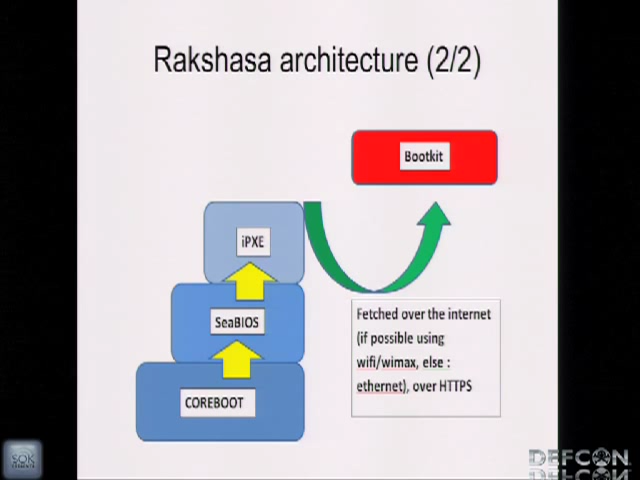 Rakshasa architecture (2/2)
Bootkit
iPXE
SeaBIOS
COREBOOT
Fetched over the internet
(if possible using
wifi/wimax, else :
ethernet), over HTTPS
SOK
DEFCON